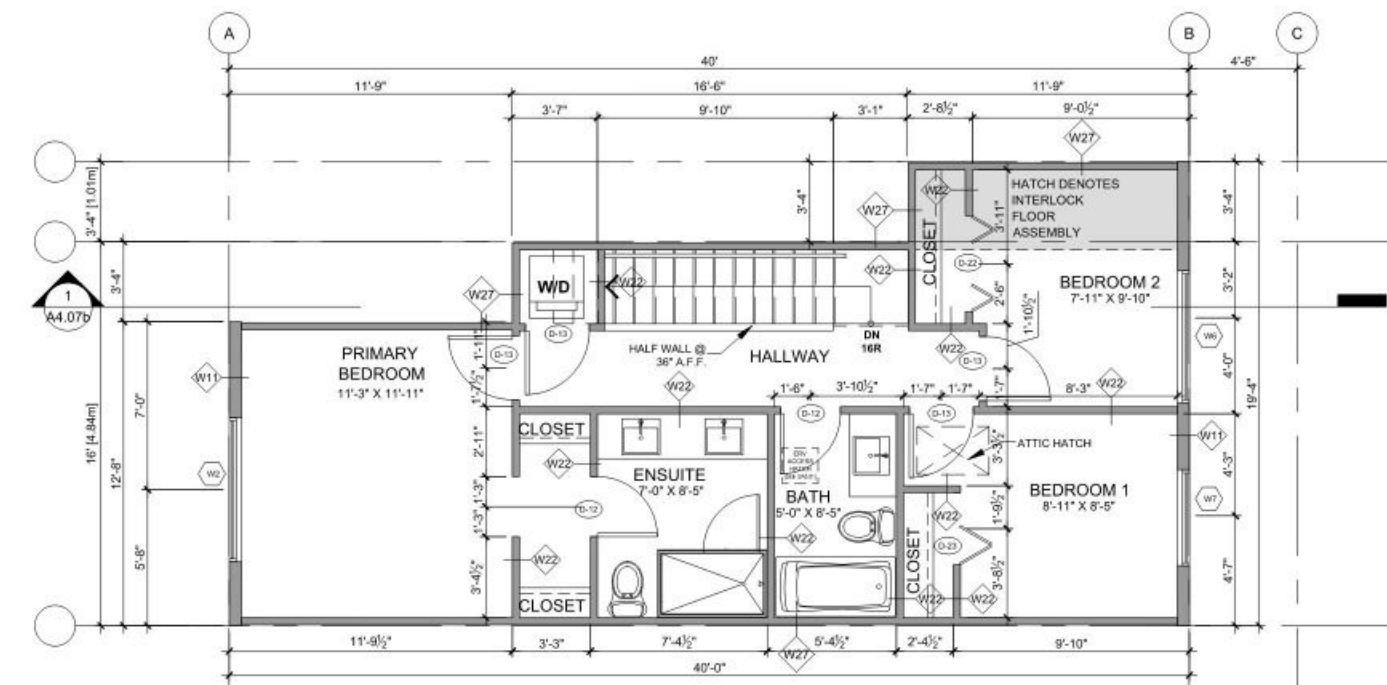 A
B
C
40'
4'-6"
11'-9"
16'-6"
11'-9"
3'-7"
9'-10"
3'-1"
2'-8½"
9'-0½"
W27
3'-4" [1.01m]
3'-4"
W22
HATCH DENOTES
INTERLOCK
FLOOR
ASSEMBLY
3'-11"
3'-4"
W27
CLOSET
3'-4"
W/D
W22
W22
D-22
BEDROOM 2
7'-11" X 9'-10"
3'-2"
1
A4.07b
W27
2'-6"
1'-10½"
D-13
DN
16R
W22
D-13
W6
PRIMARY
BEDROOM
11'-3" X 11'-11"
D-13
1'-11"
HALF WALL @
36" A.F.F.
HALLWAY
4'-0"
19'-4"
W11
1'-7½"
W22
1'-6"
3'-10½"
1'-7"
1'-7"
1'-7"
8'-3"
W22
7'-0"
16' [4.84m]
12'-8"
D-12
D-13
CLOSET
2'-11"
W22
ATTIC HATCH
W11
3'-3½"
4'-3"
W2
ENSUITE
7'-0" X 8'-5"
ERV
ACCESS
BATH
5'-0" X 8'-5"
BEDROOM 1
8'-11" X 8'-5"
W7
1'-3"
1'-3"
D-12
W22
W22
1'-9½"
5'-8"
W22
D-23
CLOSET
3'-4½"
3'-8½"
4'-7"
CLOSET
W22
W22
W22
11'-9½"
3'-3"
7'-4½"
W27
5'-4½"
2'-4½"
9'-10"
40'-0"